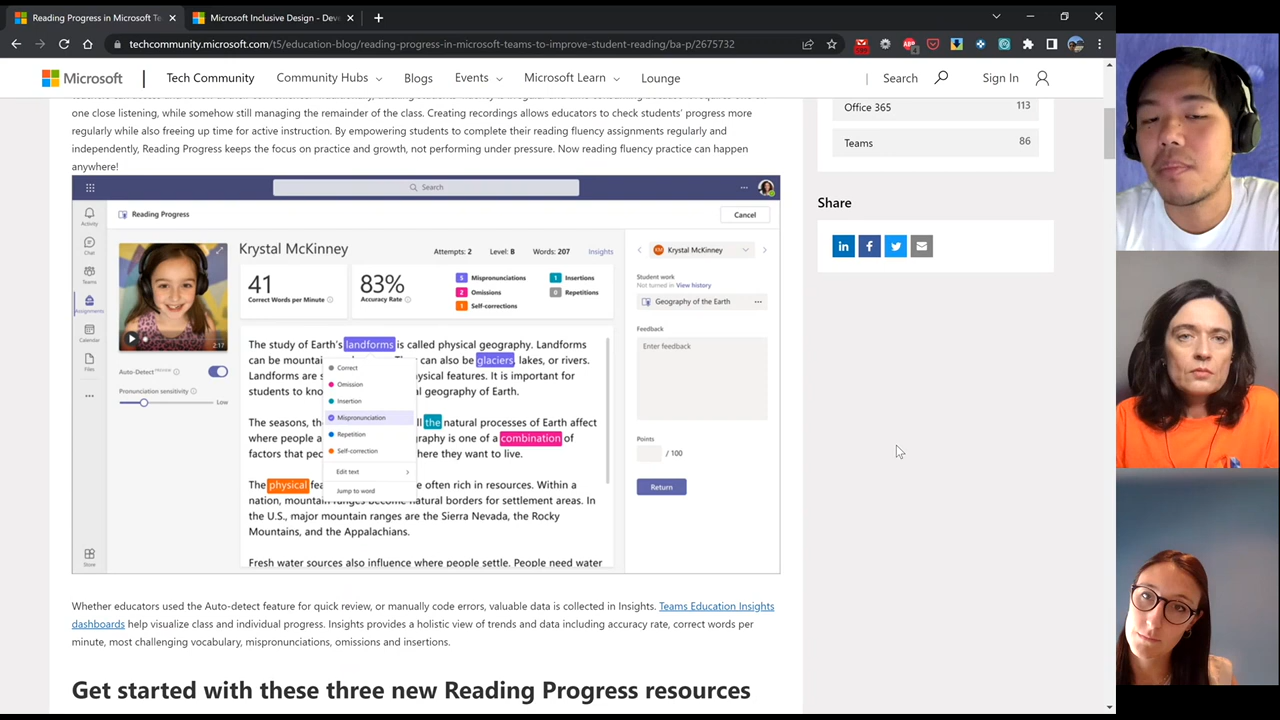 Reading Progress in Microsoft Te
Microsoft Inclusive Design - Dev
techcommunity.microsoft.com/t5/education-blog/reading-progress-in-microsoft-teams-to-improve-student-reading/ba-p/2675732
Microsoft
Tech Community
Community Hubs
Blogs
Events
Microsoft Learn
Lounge
Search
Sign In
one close listening, while somehow still managing the remainder of the class. Creating recordings allows educators to check students' progress more
regularly while also freeing up time for active instruction. By empowering students to complete their reading fluency assignments regularly and
independently, Reading Progress keeps the focus on practice and growth, not performing under pressure. Now reading fluency practice can happen
anywhere!
Office 365 113
Teams 86
Share
Search
Reading Progress
Cancel
Activity
Chat
Teams
Assignments
Calendar
Files
Store
2:17
Auto-Detect PREVIEW
Pronunciation sensitivity
Low
Krystal McKinney
Attempts: 2 Level: B Words: 207 Insights
41
Correct Words per Minute
83%
Accuracy Rate
5 Mispronunciations
2 Omissions
1 Self-corrections
1 Insertions
0 Repetitions
The study of Earth's landforms is called physical geography. Landforms
can be mountai can also be glaciers, lakes, or rivers.
Landforms are s ysical features. It is important for
students to kno al geography of Earth.
The seasons, th ll the natural processes of Earth affect
where people a graphy is one of a combination of
factors that peo here they want to live.
The physical fea e often rich in resources. Within a
nation, mountain ranges become natural borders for settlement areas. In
the U.S., major mountain ranges are the Sierra Nevada, the Rocky
Mountains, and the Appalachians.
Fresh water sources also influence where people settle. People need water
Correct
Omission
Insertion
Mispronunciation
Repetition
Self-correction
Edit text
Jump to word
KM Krystal McKinney
Student work
Not turned in View history
Geography of the Earth
Feedback
Enter feedback
Points
/ 100
Return
Whether educators used the Auto-detect feature for quick review, or manually code errors, valuable data is collected in Insights. Teams Education Insights
dashboards help visualize class and individual progress. Insights provides a holistic view of trends and data including accuracy rate, correct words per
minute, most challenging vocabulary, mispronunciations, omissions and insertions.
Get started with these three new Reading Progress resources